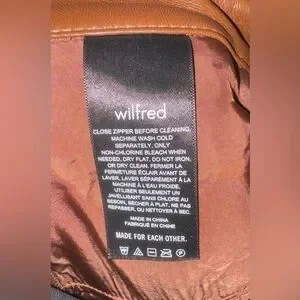 wilfred
CLOSE ZIPPER BEFORE CLEANING.
MACHINE WASH COLD
SEPARATELY, ONLY
NON-CHLORINE BLEACH WHEN
NEEDED, DRY FLAT, DO NOT IRON,
OR DRY CLEAN. FERMER LA
FERMETURE ÉCLAIR AVANT DE
LAVER, LAVER SÉPARÉMENT À LA
MACHINE À L'EAU FROIDE,
UTILISER SEULEMENT UN
JAVELLISANT SANS CHLORE AU
BESOIN, SÉCHER À PLAT, NE PAS
REPASSER, OU NETTOYER À SEC.
MADE IN CHINA
FABRIQUÉ EN CHINE
MADE FOR EACH OTHER.